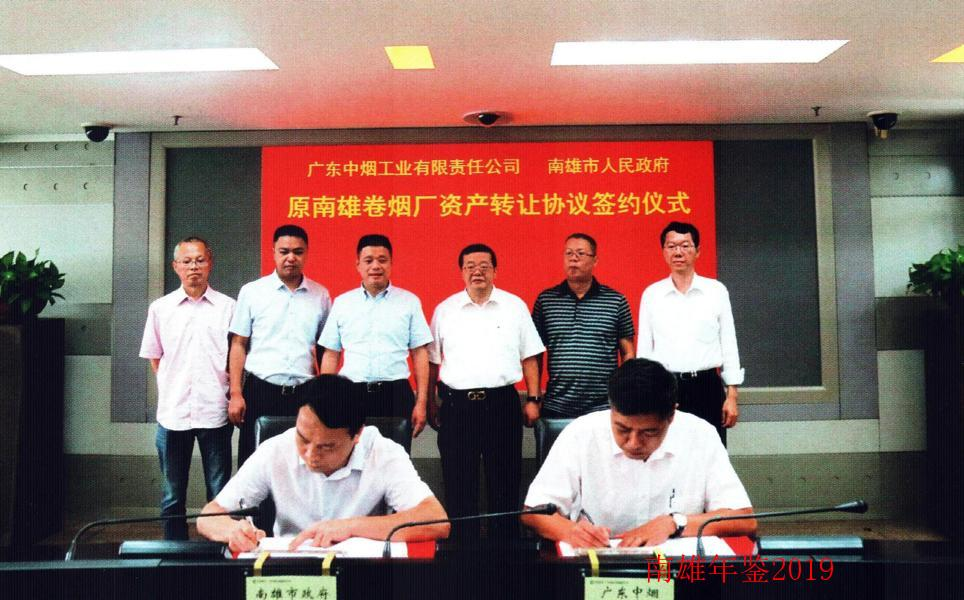 广东中烟工业有限责任公司 南雄市人民政府
原南雄卷烟厂资产转让协议签约仪式
南雄市政府
广东中烟
南雄年鉴2019